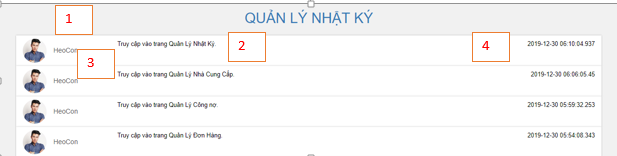 1
QUẢN LÝ NHẬT KÝ
HeoCon
Truy cập vào trang Quản Lý Nhật Ký.
2
4
2019-12-30 06:10:04.937
3
HeoCon
Truy cập vào trang Quản Lý Nhà Cung Cấp.
2019-12-30 06:06:05.45
HeoCon
Truy cập vào trang Quản Lý Công nợ.
2019-12-30 05:59:32.253
HeoCon
Truy cập vào trang Quản Lý Đơn Hàng.
2019-12-30 05:54:08.343